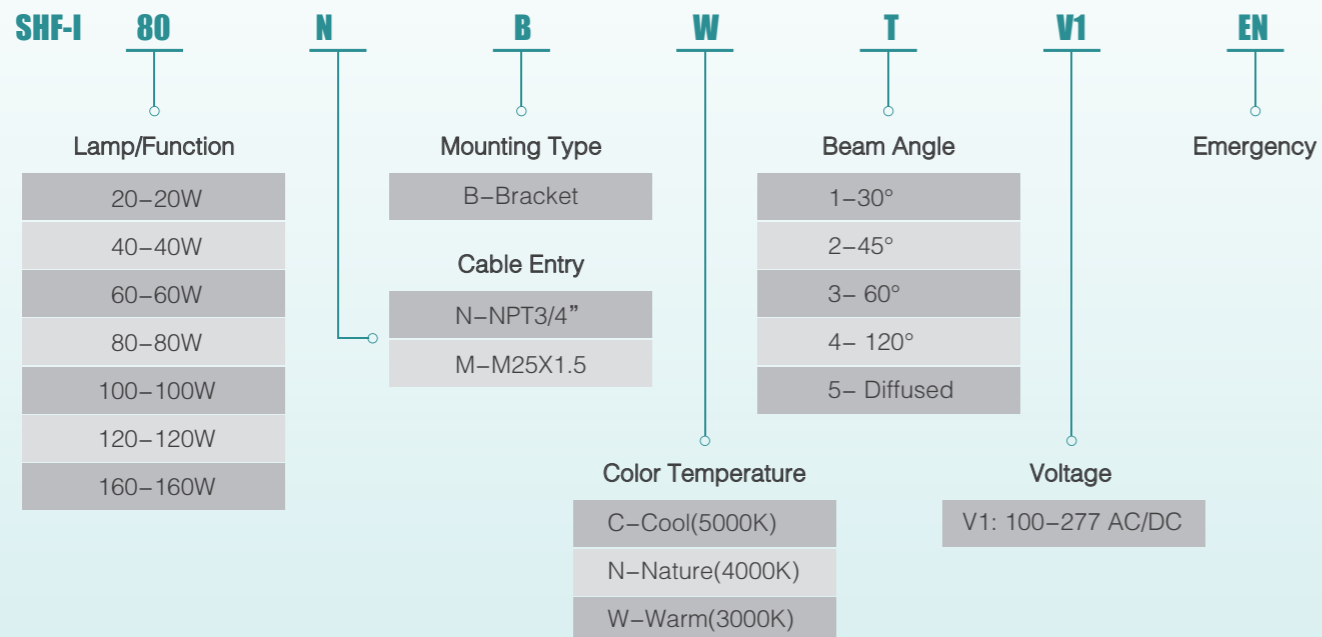 SHF-I 80 N B W T V1 EN
Lamp/Function
20–20W
40–40W
60–60W
80–80W
100–100W
120–120W
160–160W
Mounting Type
B–Bracket
Cable Entry
N–NPT3/4”
M–M25X1.5
Beam Angle
1–30°
2–45°
3– 60°
4– 120°
5– Diffused
Emergency
Color Temperature
C–Cool(5000K)
N–Nature(4000K)
W–Warm(3000K)
Voltage
V1: 100–277 AC/DC